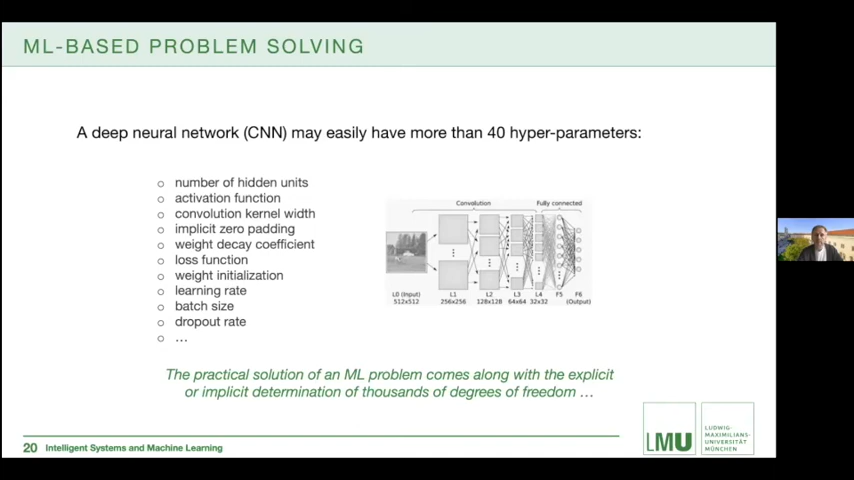 ML-BASED PROBLEM SOLVING
A deep neural network (CNN) may easily have more than 40 hyper-parameters:
number of hidden units
activation function
convolution kernel width
implicit zero padding
weight decay coefficient
loss function
weight initialization
learning rate
batch size
dropout rate
…
Convolution Fully connected
L0 (Input) L1 L2 L3 L4 F5 F6
512x512 256x256 128x128 64x64 32x32 (Output)
The practical solution of an ML problem comes along with the explicit
or implicit determination of thousands of degrees of freedom …
20 Intelligent Systems and Machine Learning
LMU
LUDWIG-
MAXIMILIANS-
UNIVERSITÄT
MÜNCHEN